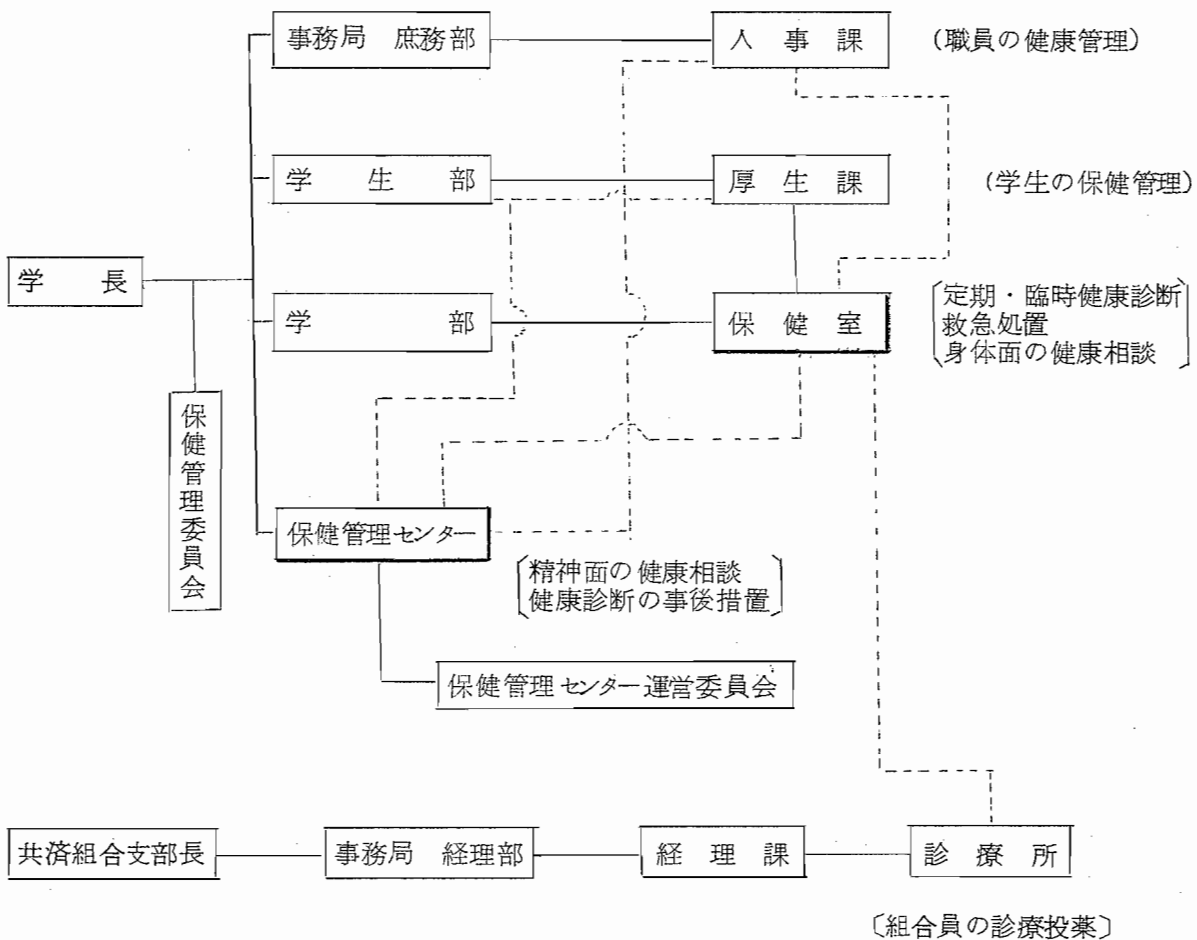 事務局 庶務部
人事課
(職員の健康管理)
学生部
厚生課
(学生の保健管理)
学長
学部
保健室
定期・臨時健康診断
救急処置
身体面の健康相談
保健管理委員会
保健管理センター
精神面の健康相談
健康診断の事後措置
保健管理センター運営委員会
共済組合支部長
事務局 経理部
経理課
診療所
〔組合員の診療投薬〕